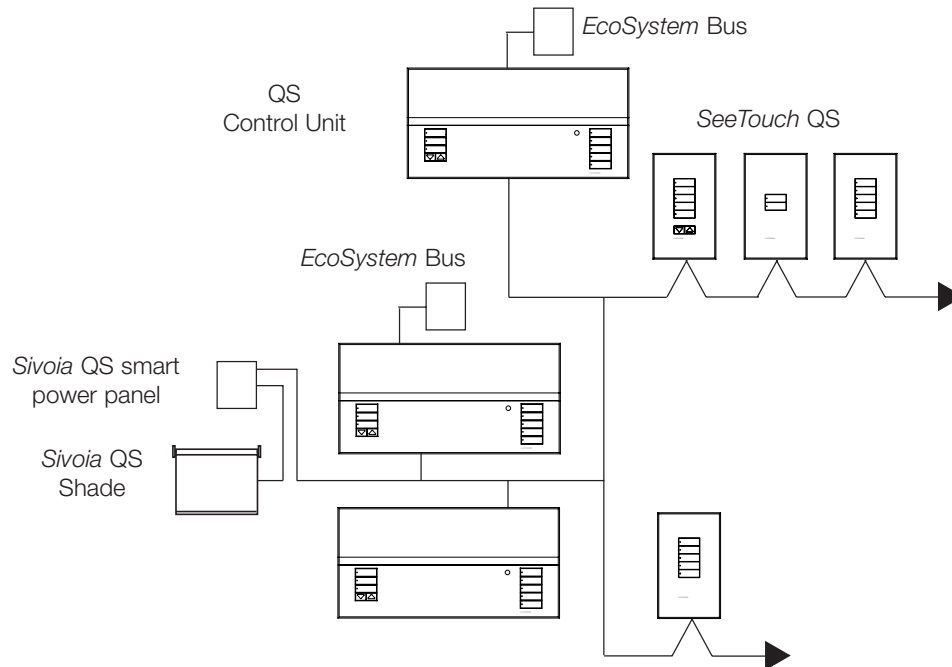 EcoSystem Bus
QS
Control Unit
SeeTouch QS
EcoSystem Bus
Sivoia QS smart
power panel
Sivoia QS
Shade